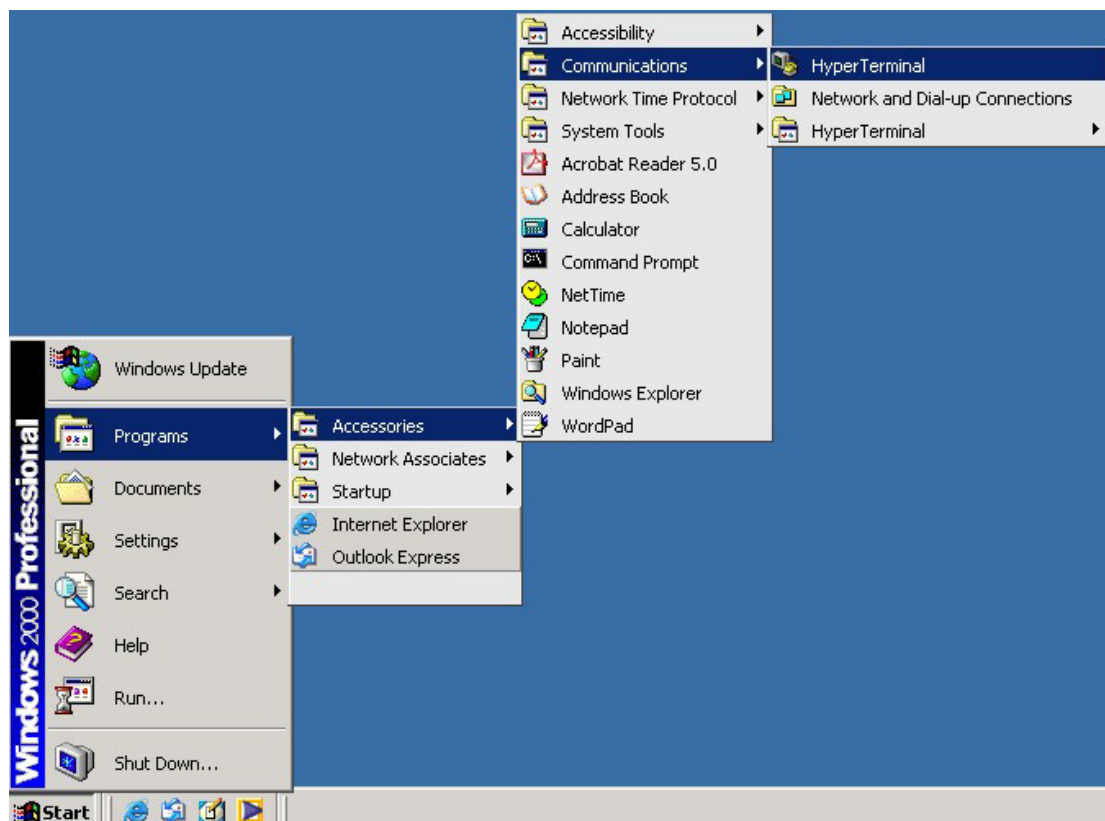 Accessibility
Communications
Network Time Protocol
System Tools
Acrobat Reader 5.0
Address Book
Calculator
Command Prompt
NetTime
Notepad
Paint
Windows Explorer
WordPad
HyperTerminal
Network and Dial-up Connections
HyperTerminal
Windows Update
Programs
Documents
Settings
Search
Help
Run...
Shut Down...
Accessories
Network Associates
Startup
Internet Explorer
Outlook Express
Windows 2000 Professional
Start